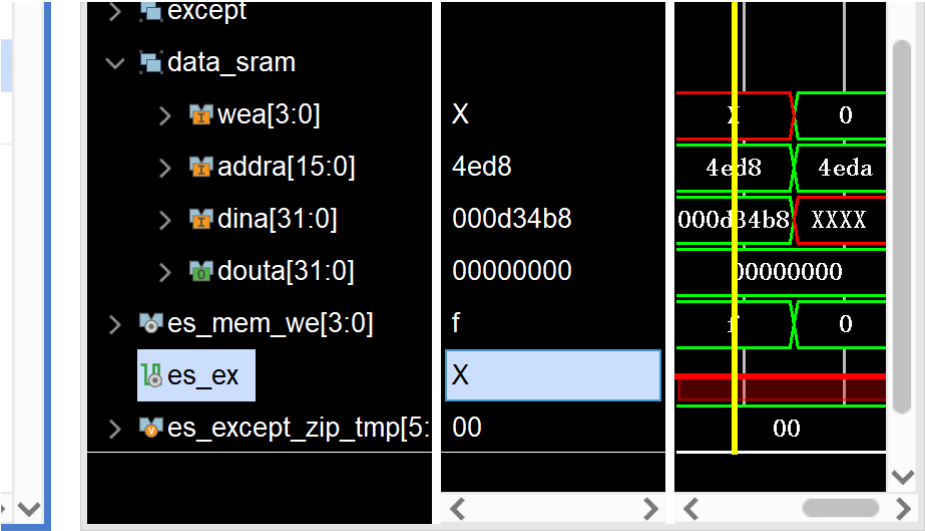 except
data_sram
wea[3:0] X X 0
addra[15:0] 4ed8 4ed8 4eda
dina[31:0] 000d34b8 000d34b8 XXXX
douta[31:0] 00000000 00000000
es_mem_we[3:0] f f 0
es_ex X
es_except_zip_tmp[5: 00 00